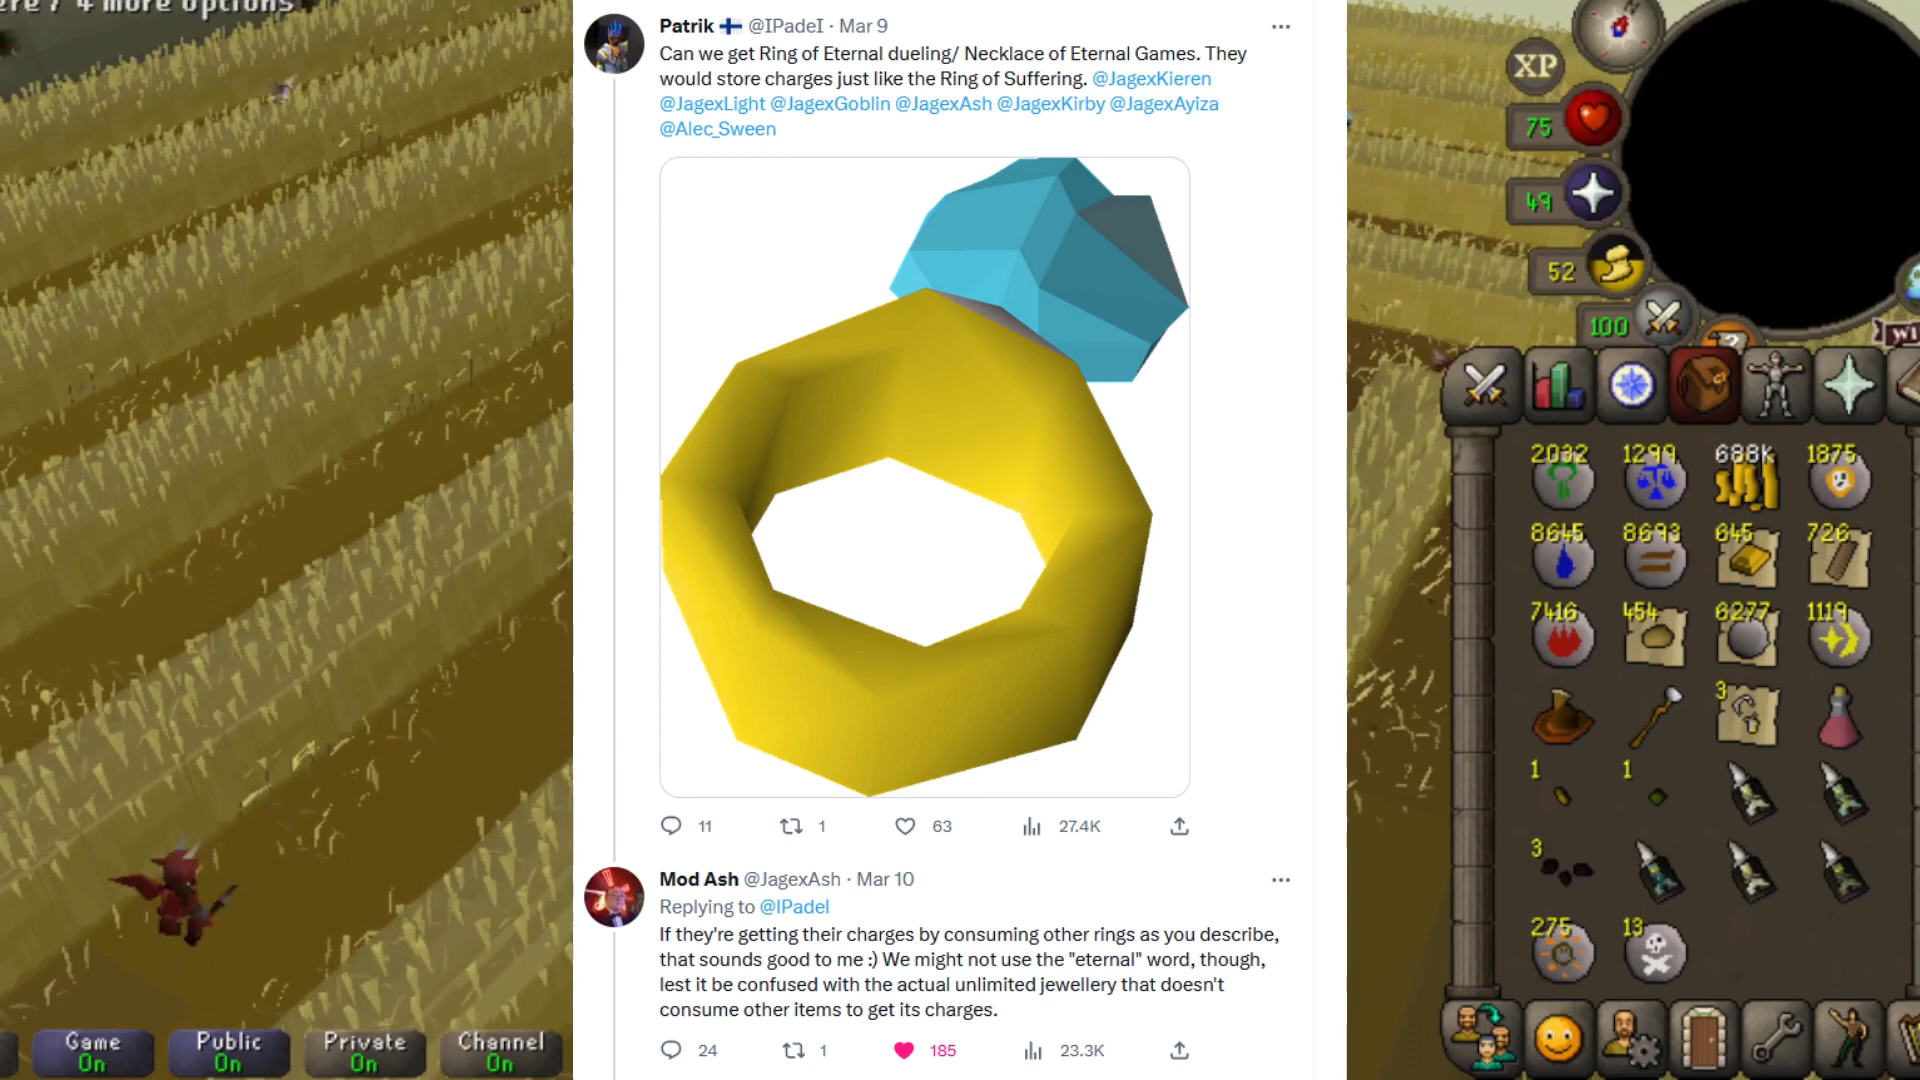 4 more options
Patrik @IPadeI · Mar 9
Can we get Ring of Eternal dueling/ Necklace of Eternal Games. They
would store charges just like the Ring of Suffering. @JagexKieren
@JagexLight @JagexGoblin @JagexAsh @JagexKirby @JagexAyiza
@Alec_Sween
11 1 63 27.4K
Mod Ash @JagexAsh · Mar 10
Replying to @IPadeI
If they're getting their charges by consuming other rings as you describe,
that sounds good to me :) We might not use the "eternal" word, though,
lest it be confused with the actual unlimited jewellery that doesn't
consume other items to get its charges.
24 1 185 23.3K
Game
On
Public
On
Private
On
Channel
On
N
XP
75
49
52
100
2032 1299 688K 1875
8645 8693 645 726
7416 454 6277 1119
3
1 1
3
275 13